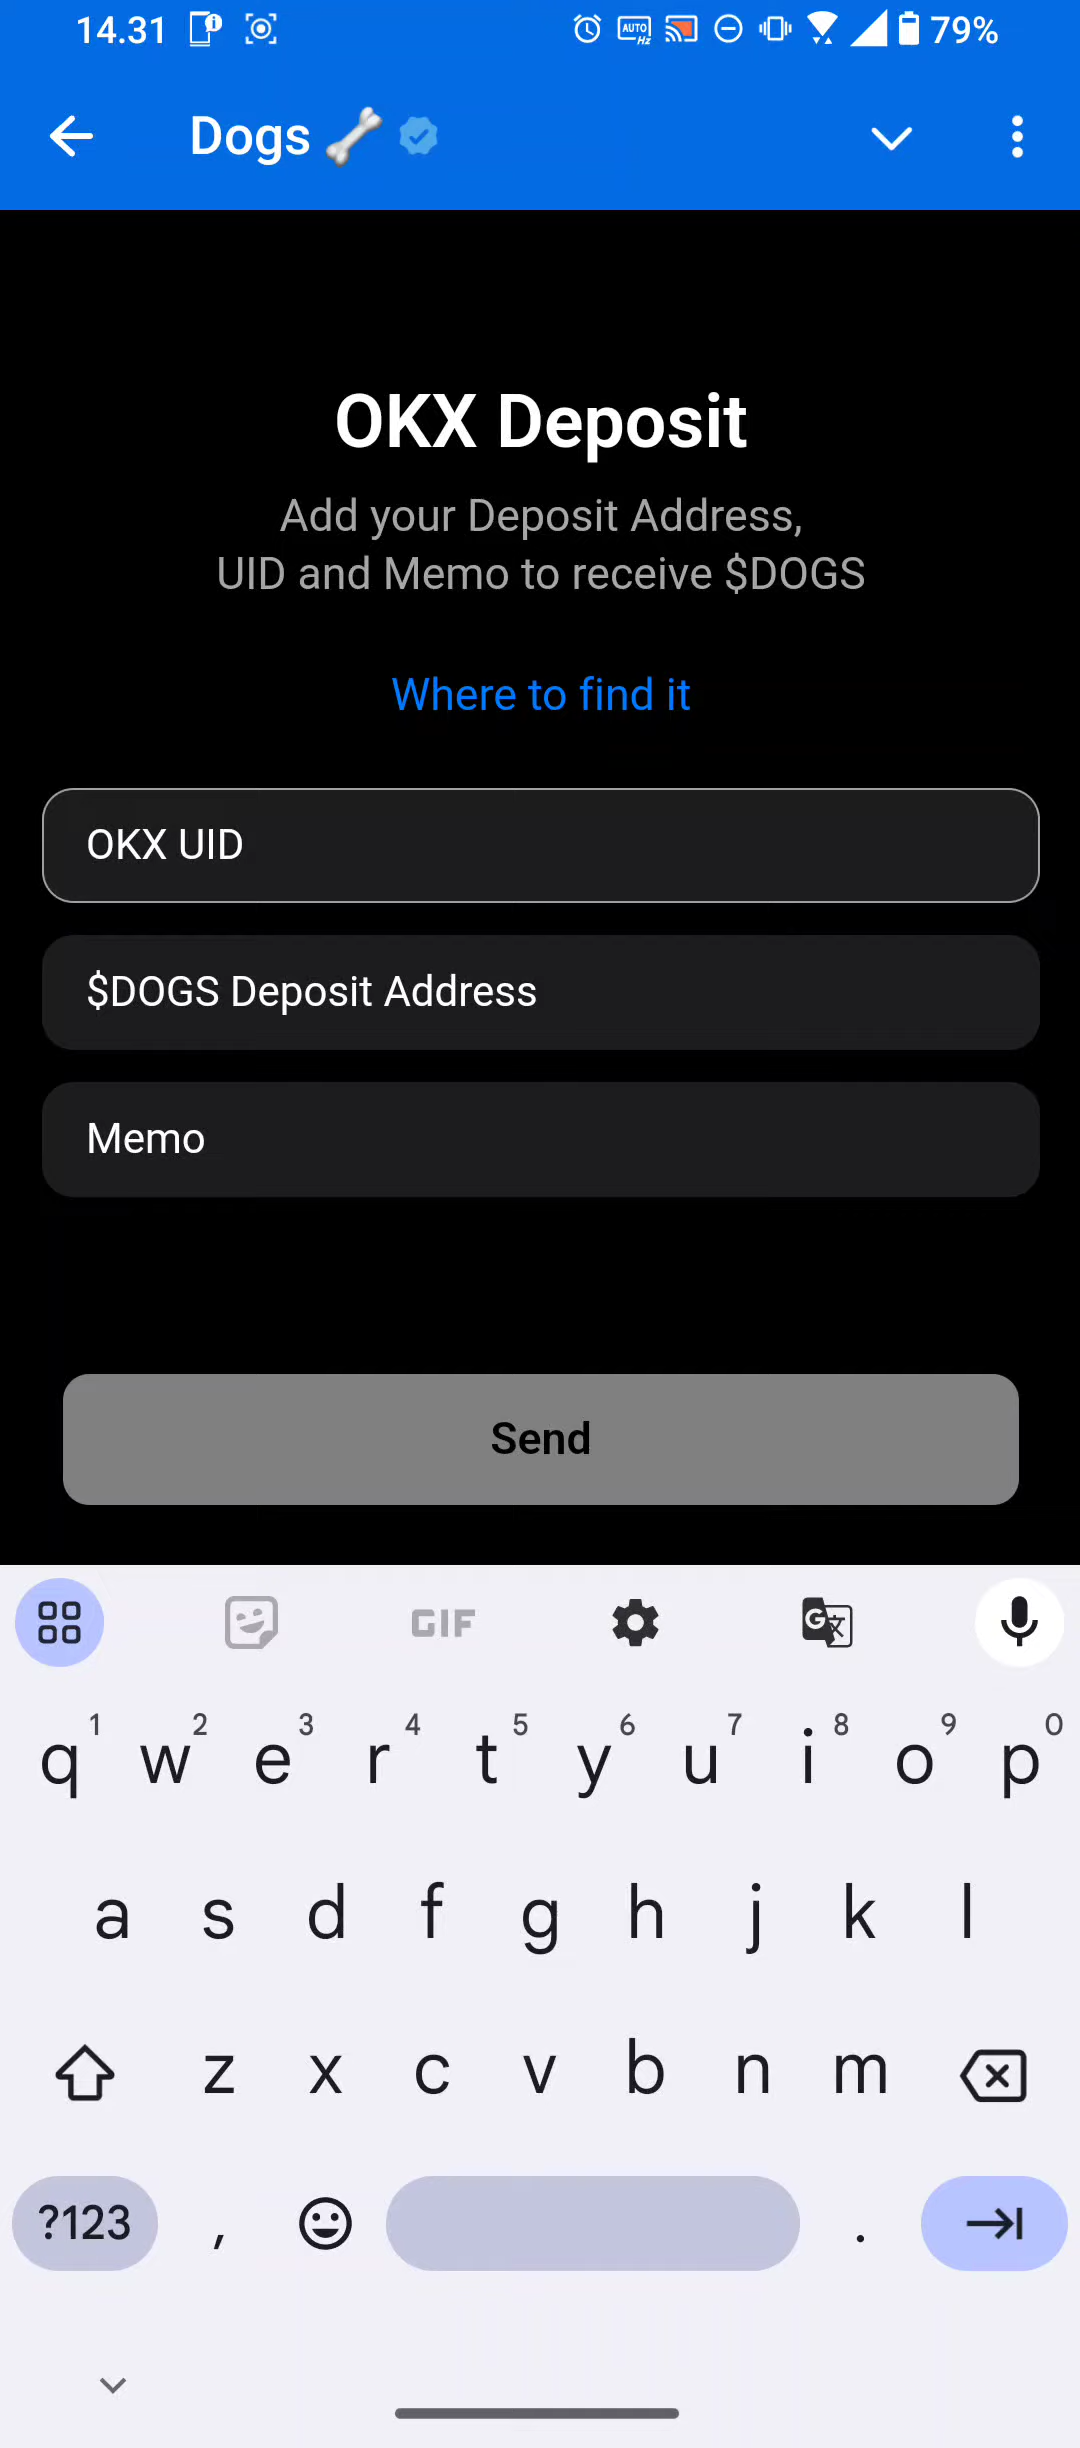 14.31 AUTO Hz 79%
Dogs
OKX Deposit
Add your Deposit Address,
UID and Memo to receive $DOGS
Where to find it
OKX UID
$DOGS Deposit Address
Memo
Send
GIF G
1 2 3 4 5 6 7 8 9 0
q w e r t y u i o p
a s d f g h j k l
z x c v b n m
?123 , .